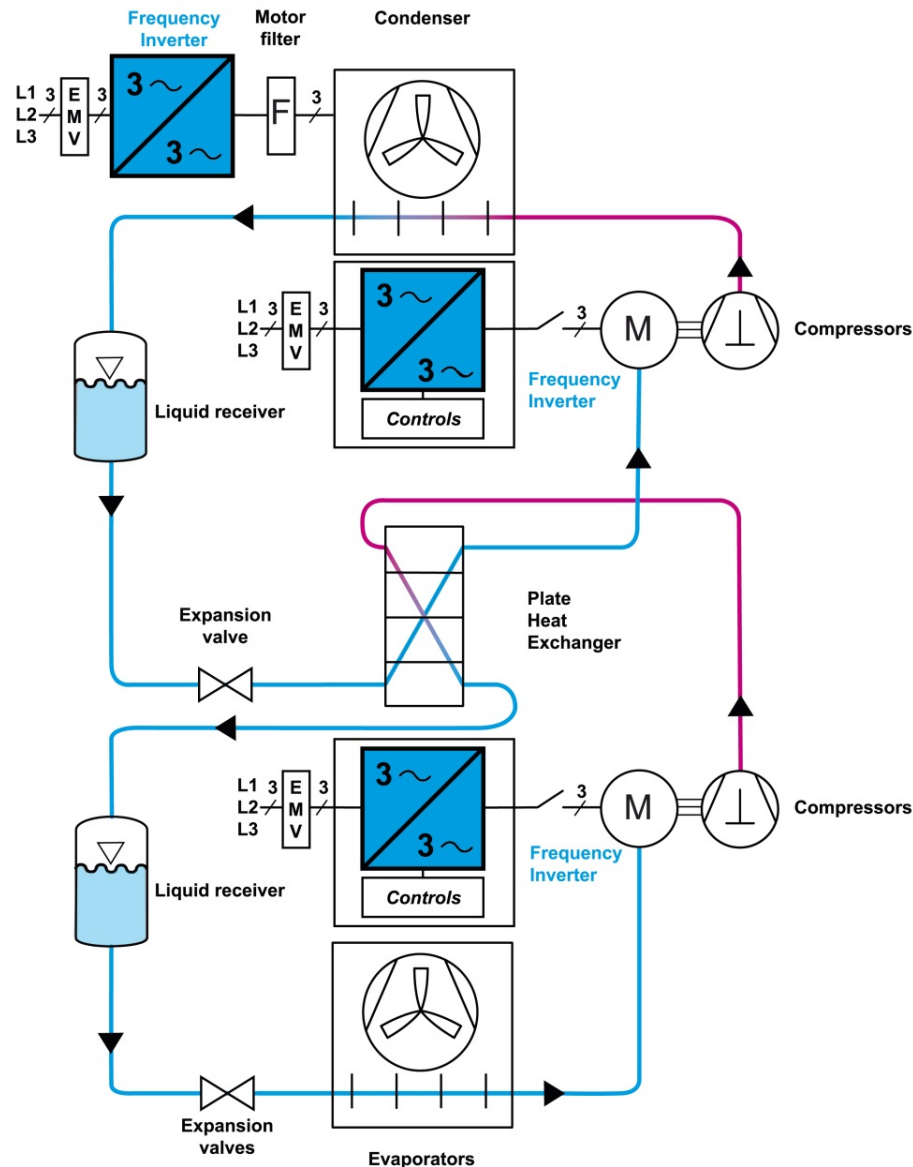 Frequency
Inverter
Motor
filter
Condenser
L1
L2
L3
3
E
M
V
3
3
3
F
3
L1
L2
L3
3
E
M
V
3
3
3
Controls
3
M
Compressors
Frequency
Inverter
Liquid receiver
Plate
Heat
Exchanger
Expansion
valve
L1
L2
L3
3
E
M
V
3
3
3
Controls
3
M
Compressors
Frequency
Inverter
Liquid receiver
Expansion
valves
Evaporators